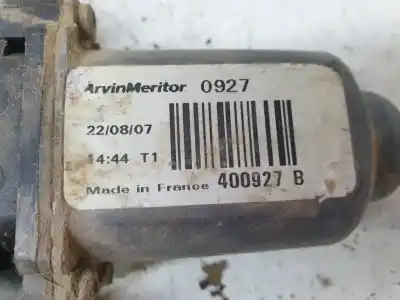 ArvinMeritor 0927
22/08/07
14:44 T1
Made in France 400927 B